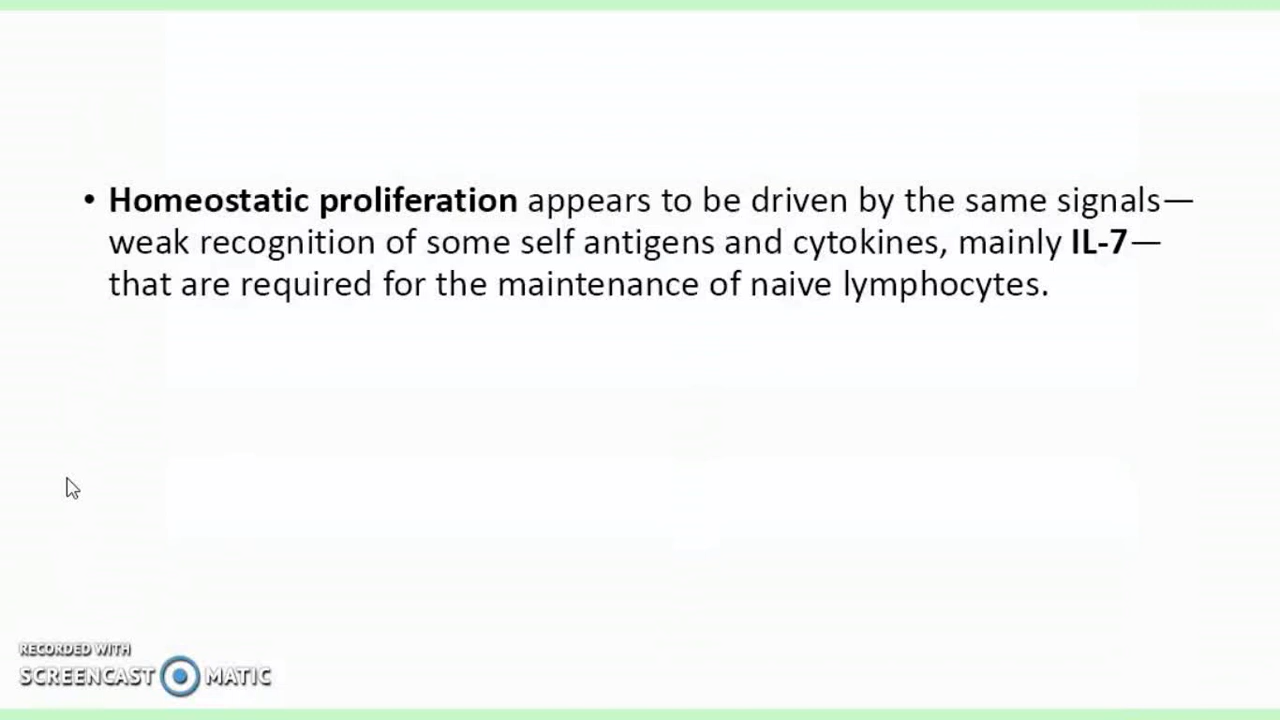 • Homeostatic proliferation appears to be driven by the same signals—
weak recognition of some self antigens and cytokines, mainly IL-7—
that are required for the maintenance of naive lymphocytes.
RECORDED WITH
SCREENCAST MATIC